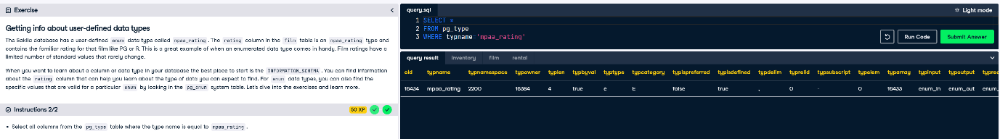 Exercise
Getting info about user-defined data types
The Sakila database has a user-defined enum data type called mpaa_rating. The rating column in the film table is an mpaa_rating type and
contains the familiar rating for that film like PG or R. This is a great example of when an enumerated data type comes in handy. Film ratings have a
limited number of standard values that rarely change.
When you want to learn about a column or data type in your database the best place to start is the INFORMATION_SCHEMA. You can find information
about the rating column that can help you learn about the type of data you can expect to find. For enum data types, you can also find the
specific values that are valid for a particular enum by looking in the pg_enum system table. Let's dive into the exercises and learn more.
Instructions 2/2 50 XP
• Select all columns from the pg_type table where the type name is equal to mpaa_rating.
query.sql Light mode
1 SELECT *
2 FROM pg_type
3 WHERE typname='mpaa_rating'
Run Code Submit Answer
query result inventory film rental
oid typname typnamespace typowner typlen typbyval typtype typcategory typispreferred typisdefined typdelim typrelid typsubscript typelem typarray typinput typoutput typrec
16434 mpaa_rating 2200 16384 4 true e E false true , 0 - 0 16433 enum_in enum_out enum_